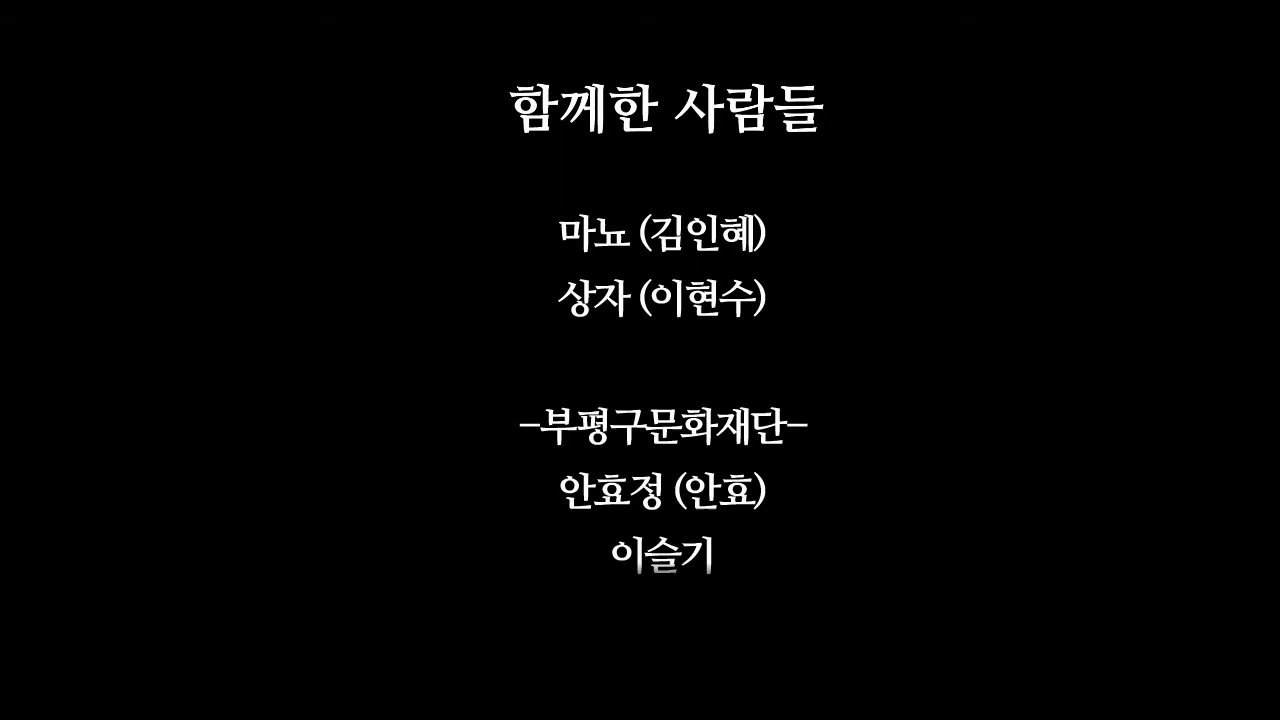 함께한 사람들
마뇨 (김인혜)
상자 (이현수)
-부평구문화재단-
안효정 (안효)
이슬기